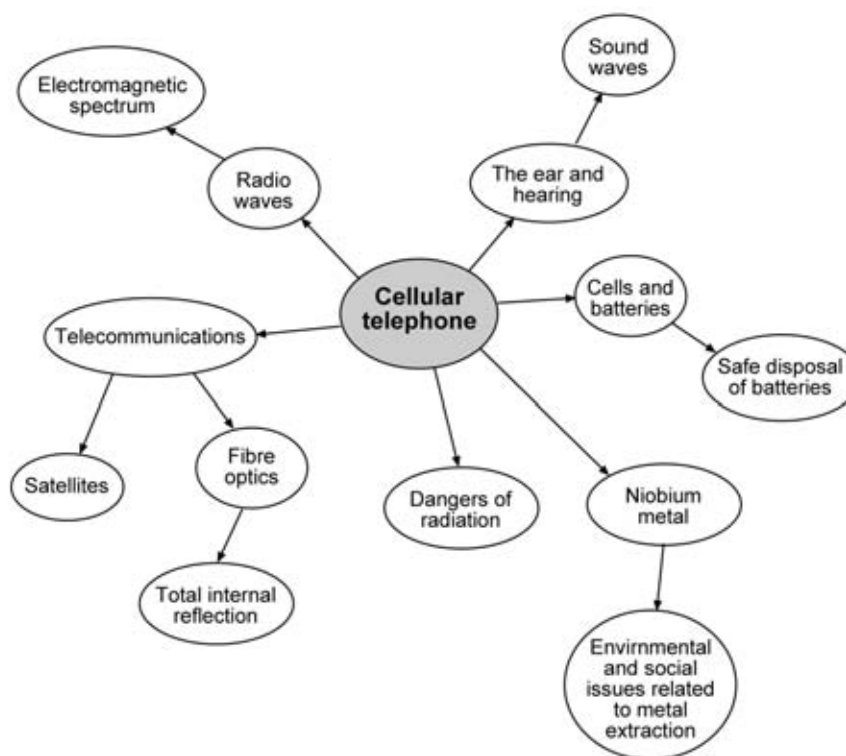 Sound
waves
Electromagnetic
spectrum
Radio
waves
The ear and
hearing
Cellular
telephone
Cells and
batteries
Telecommunications
Safe disposal
of batteries
Satellites
Fibre
optics
Dangers of
radiation
Niobium
metal
Total internal
reflection
Envirnmental
and social
issues related
to metal
extraction